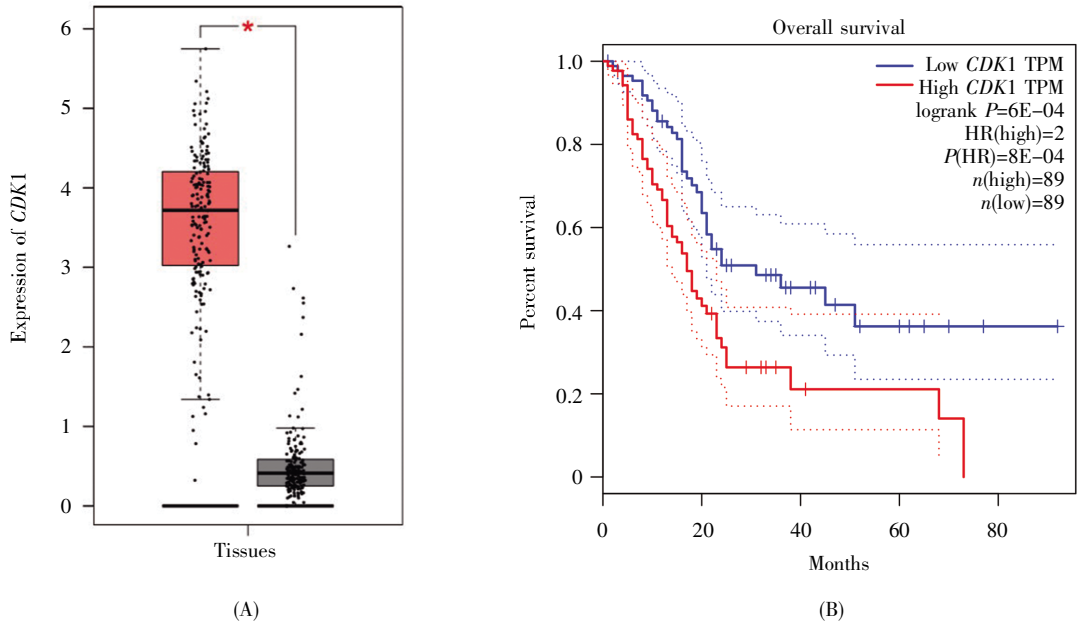 6
5
4
3
2
1
0
Expression of CDK1
*
Tissues
(A)
Overall survival
Low CDK1 TPM
High CDK1 TPM
logrank P=6E−04
HR(high)=2
P(HR)=8E−04
n(high)=89
n(low)=89
1.0
0.8
0.6
0.4
0.2
0
Percent survival
0 20 40 60 80
Months
(B)